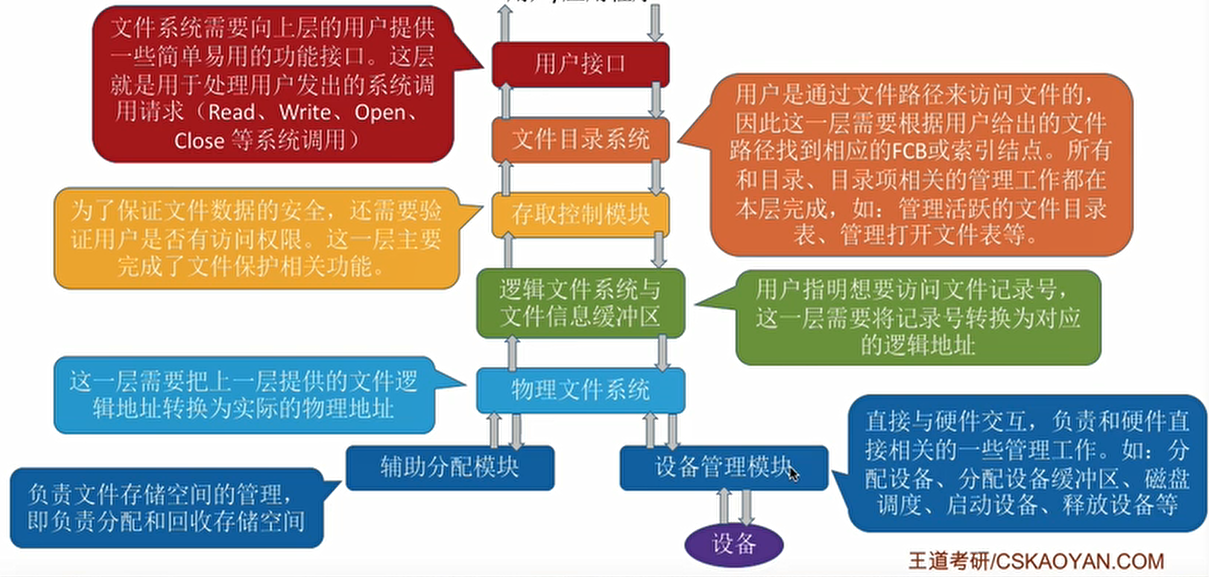 用户接口
文件系统需要向上层的用户提供
一些简单易用的功能接口。这层
就是用于处理用户发出的系统调
用请求（Read、Write、Open、
Close 等系统调用）
文件目录系统
用户是通过文件路径来访问文件的，
因此这一层需要根据用户给出的文件
路径找到相应的FCB或索引结点。所有
和目录、目录项相关的管理工作都在
本层完成，如：管理活跃的文件目录
表、管理打开文件表等。
存取控制模块
为了保证文件数据的安全，还需要验
证用户是否有访问权限。这一层主要
完成了文件保护相关功能。
逻辑文件系统与
文件信息缓冲区
用户指明想要访问文件记录号，
这一层需要将记录号转换为对应
的逻辑地址
物理文件系统
这一层需要把上一层提供的文件逻
辑地址转换为实际的物理地址
辅助分配模块
负责文件存储空间的管理，
即负责分配和回收存储空间
设备管理模块
直接与硬件交互，负责和硬件直
接相关的一些管理工作。如：分
配设备、分配设备缓冲区、磁盘
调度、启动设备、释放设备等
设备
王道考研/CSKAOYAN.COM